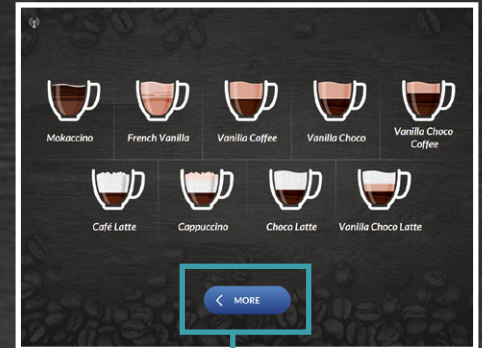 Mokaccino
French Vanilla
Vanilla Coffee
Vanilla Choco
Vanilla Choco
Coffee
Café Latte
Cappuccino
Choco Latte
Vanilla Choco Latte
MORE